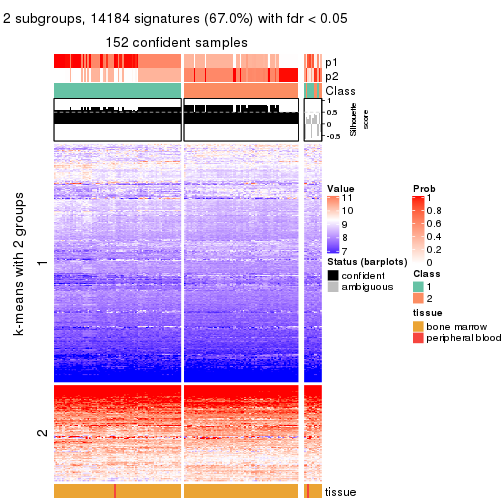 2 subgroups, 14184 signatures (67.0%) with fdr < 0.05
152 confident samples
p1
p2
Class
1
0.5
0
-0.5
Silhouette
score
k-means with 2 groups
1
2
tissue
Value
11
10
9
8
7
Status (barplots)
confident
ambiguous
Prob
1
0.8
0.6
0.4
0.2
0
Class
1
2
tissue
bone marrow
peripheral blood